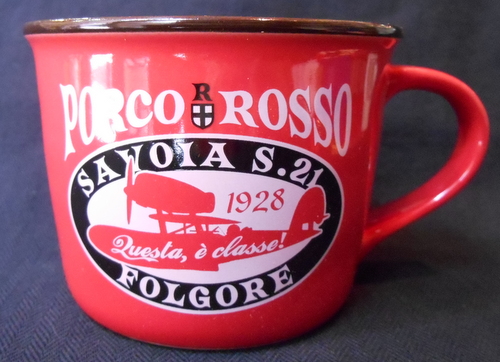 PORCO R ROSSO
SAVOIA S.21
1928
Questa, è classe!
FOLGORE